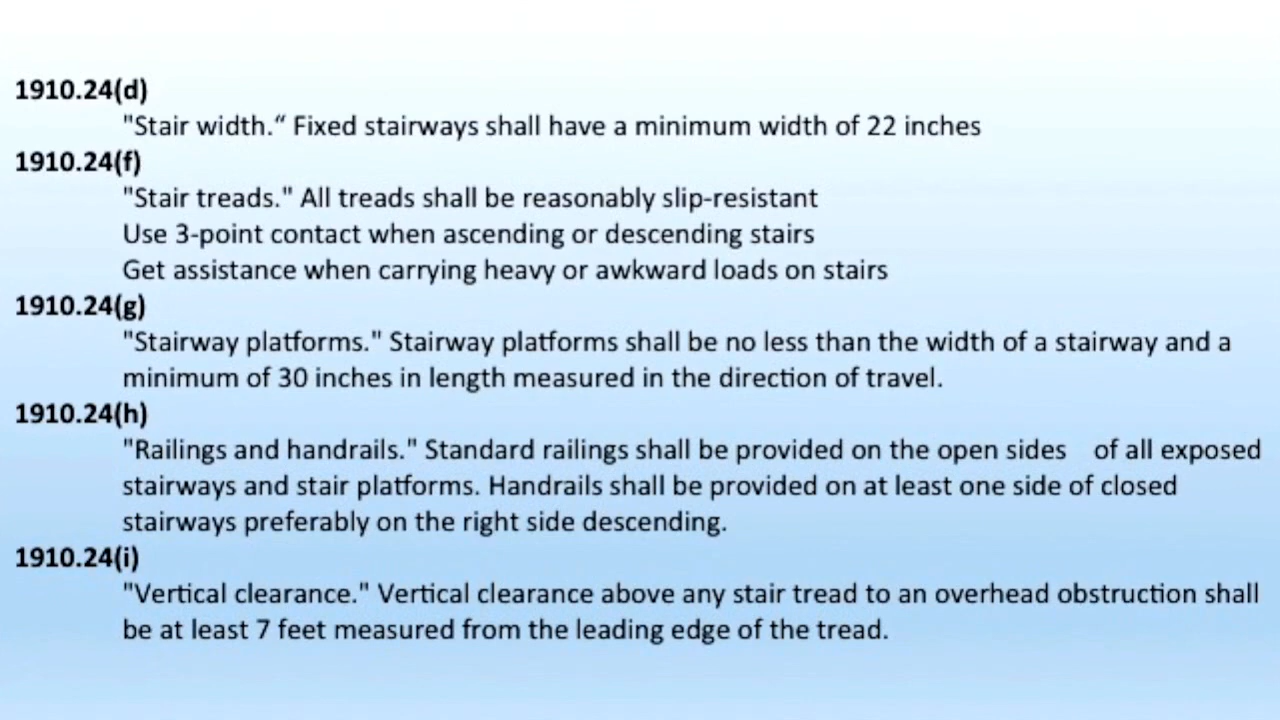 1910.24(d)
"Stair width.“ Fixed stairways shall have a minimum width of 22 inches
1910.24(f)
"Stair treads." All treads shall be reasonably slip-resistant
Use 3-point contact when ascending or descending stairs
Get assistance when carrying heavy or awkward loads on stairs
1910.24(g)
"Stairway platforms." Stairway platforms shall be no less than the width of a stairway and a
minimum of 30 inches in length measured in the direction of travel.
1910.24(h)
"Railings and handrails." Standard railings shall be provided on the open sides of all exposed
stairways and stair platforms. Handrails shall be provided on at least one side of closed
stairways preferably on the right side descending.
1910.24(i)
"Vertical clearance." Vertical clearance above any stair tread to an overhead obstruction shall
be at least 7 feet measured from the leading edge of the tread.